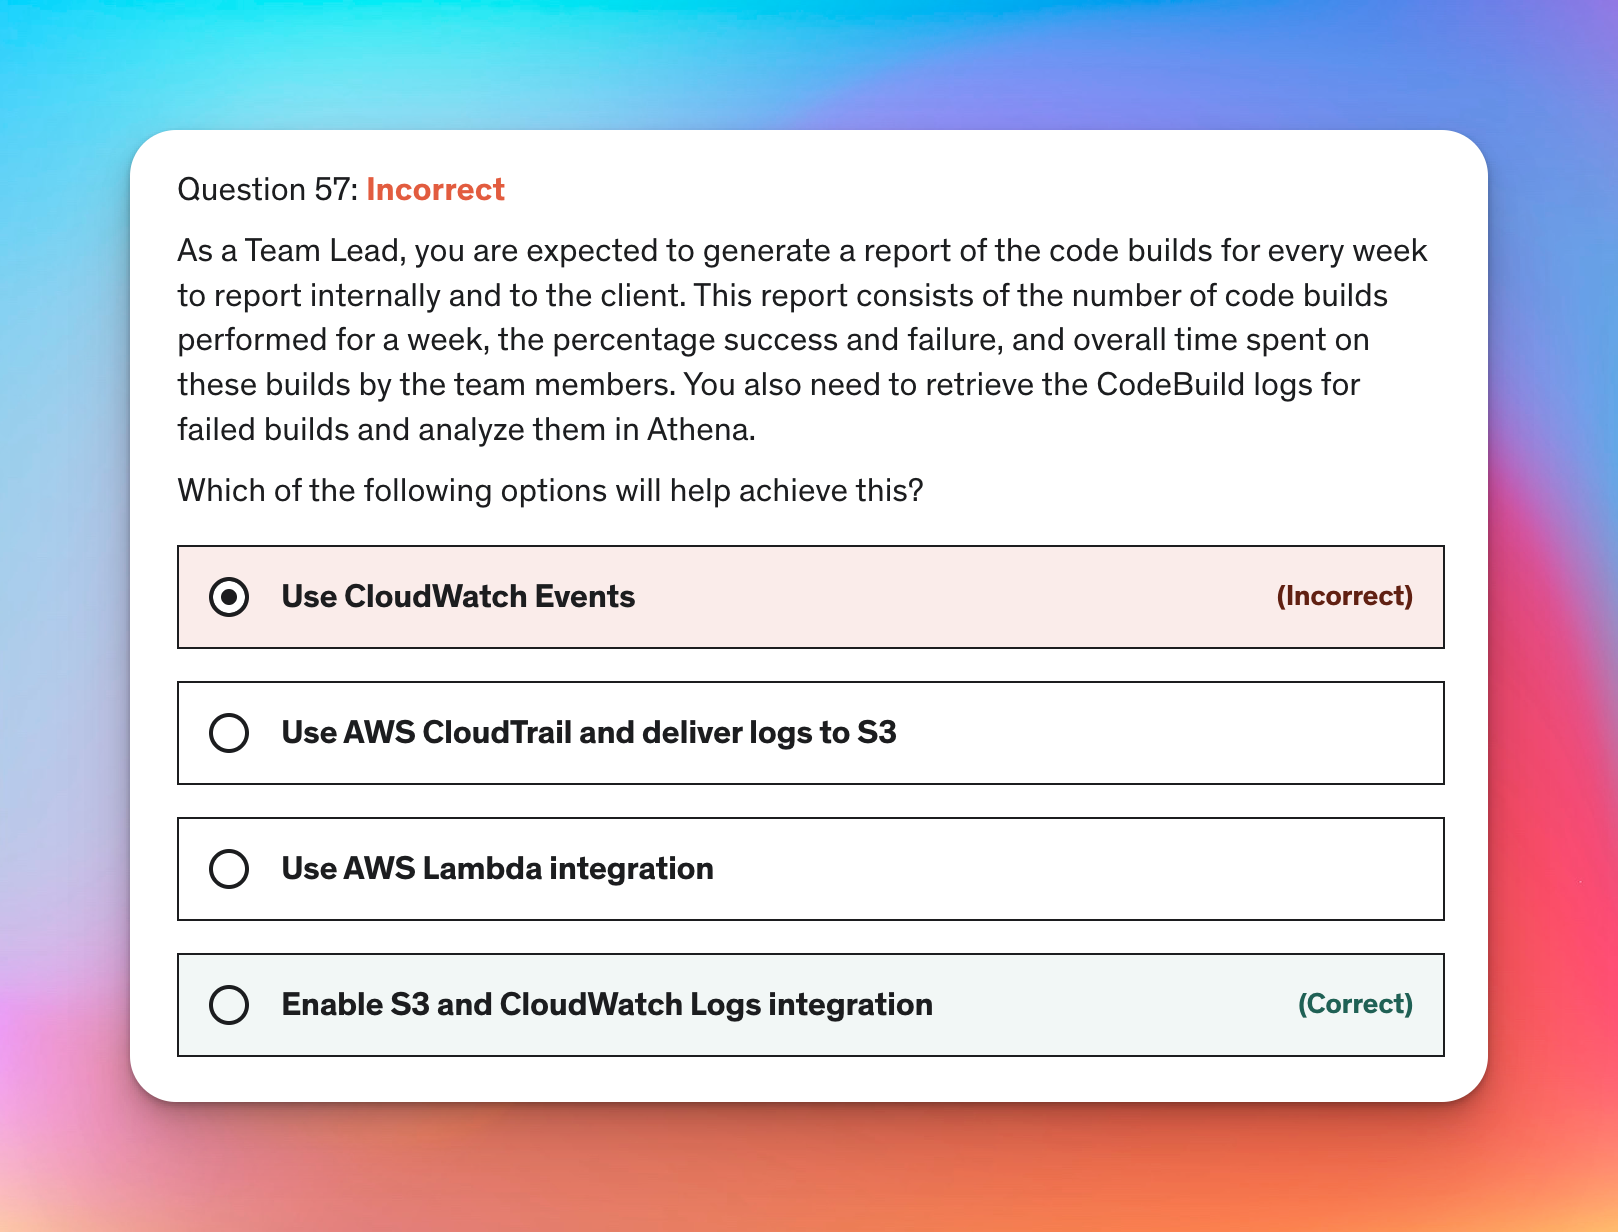 Question 57: Incorrect
As a Team Lead, you are expected to generate a report of the code builds for every week
to report internally and to the client. This report consists of the number of code builds
performed for a week, the percentage success and failure, and overall time spent on
these builds by the team members. You also need to retrieve the CodeBuild logs for
failed builds and analyze them in Athena.
Which of the following options will help achieve this?
Use CloudWatch Events (Incorrect)
Use AWS CloudTrail and deliver logs to S3
Use AWS Lambda integration
Enable S3 and CloudWatch Logs integration (Correct)